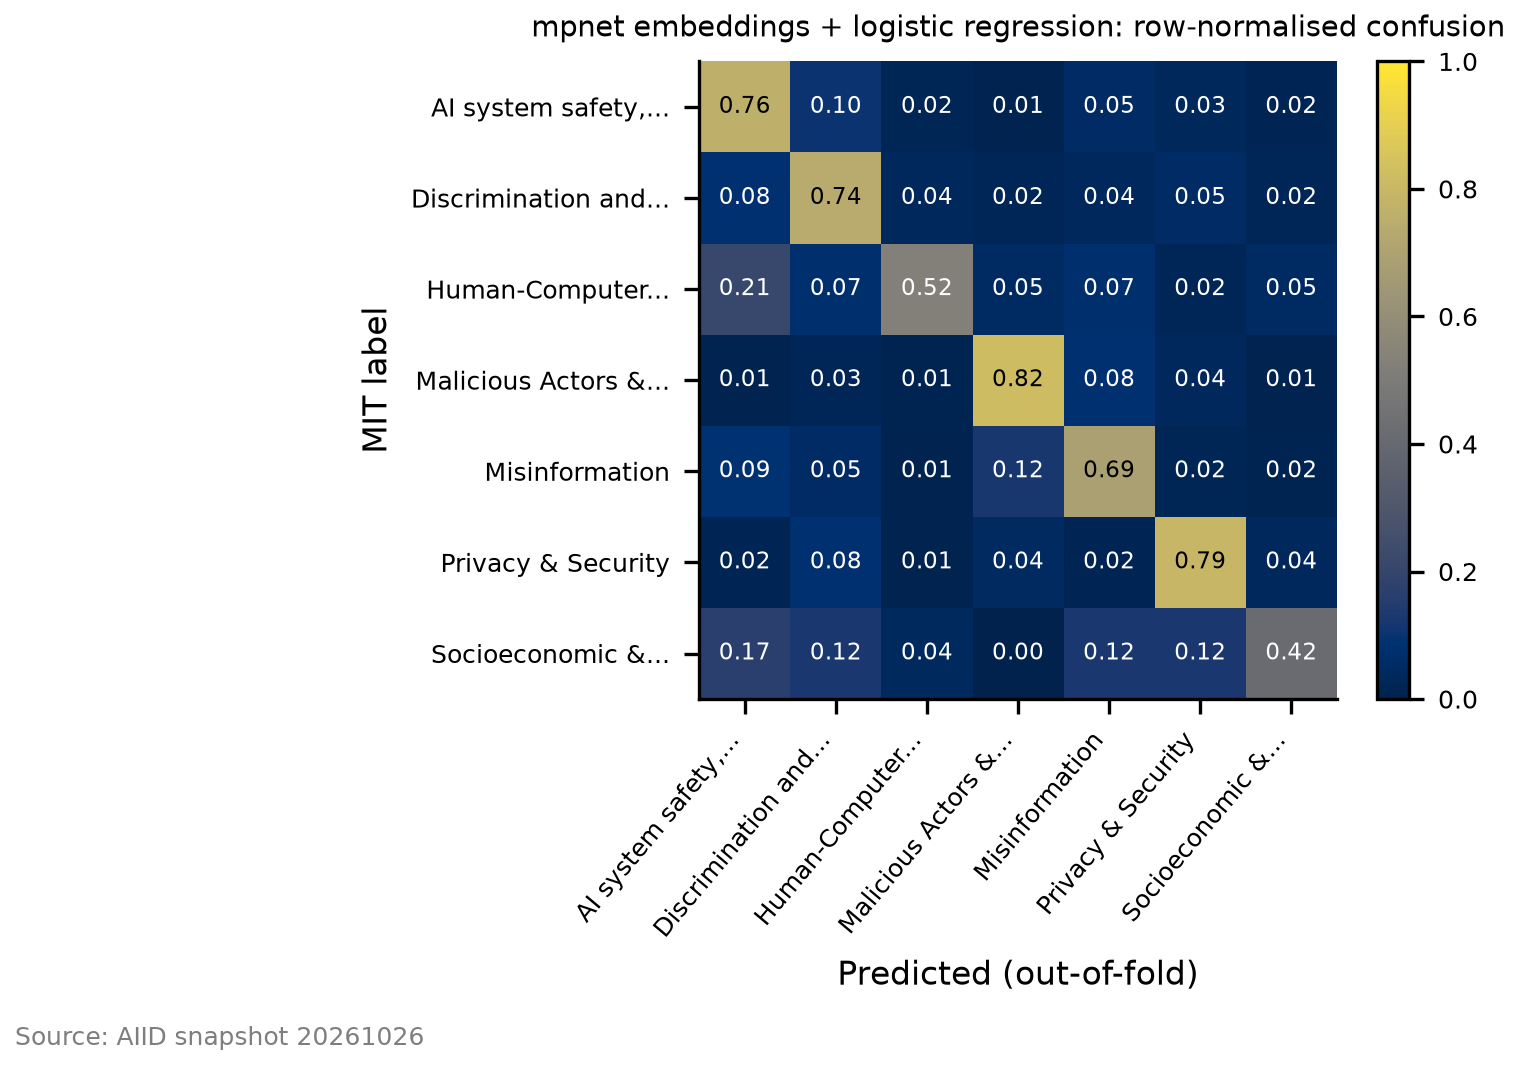 mpnet embeddings + logistic regression: row-normalised confusion
MIT label
AI system safety,... 0.76 0.10 0.02 0.01 0.05 0.03 0.02
Discrimination and... 0.08 0.74 0.04 0.02 0.04 0.05 0.02
Human-Computer... 0.21 0.07 0.52 0.05 0.07 0.02 0.05
Malicious Actors &... 0.01 0.03 0.01 0.82 0.08 0.04 0.01
Misinformation 0.09 0.05 0.01 0.12 0.69 0.02 0.02
Privacy & Security 0.02 0.08 0.01 0.04 0.02 0.79 0.04
Socioeconomic &... 0.17 0.12 0.04 0.00 0.12 0.12 0.42
1.0
0.8
0.6
0.4
0.2
0.0
AI system safety,...
Discrimination and...
Human-Computer...
Malicious Actors &...
Misinformation
Privacy & Security
Socioeconomic &...
Predicted (out-of-fold)
Source: AIID snapshot 20261026